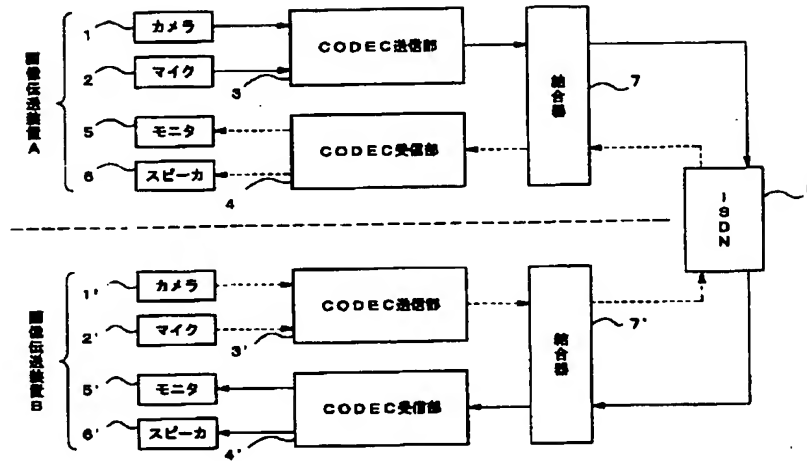 画像伝送装置A
1
カメラ
2
マイク
5
モニタ
6
スピーカ
CODEC送信部
3
CODEC受信部
4
結合器
7
ISDN
画像伝送装置B
1'
カメラ
2'
マイク
5'
モニタ
6'
スピーカ
CODEC送信部
3'
CODEC受信部
4'
結合器
7'